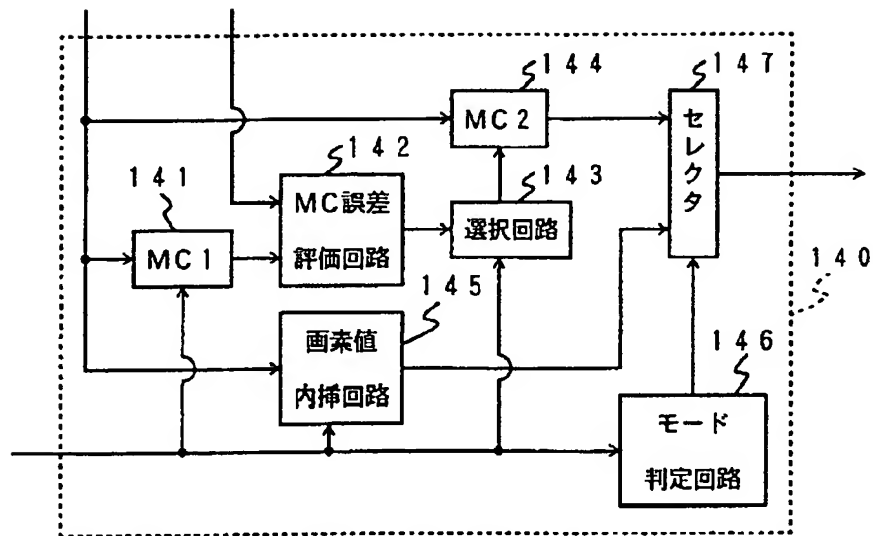 144
147
MC2
セレクタ
142
141
143
MC誤差
評価回路
選択回路
MC1
140
145
画素値
内挿回路
146
モード
判定回路